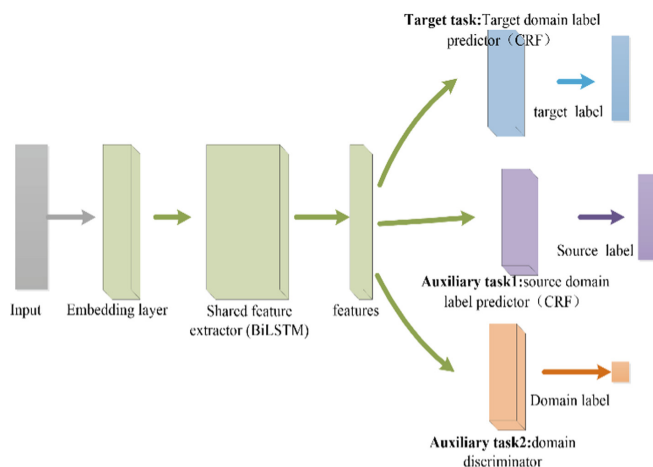 Target task:Target domain label
predictor（CRF）
target label
Source label
Auxiliary task1:source domain
label predictor（CRF）
Input
Embedding layer
Shared feature
extractor (BiLSTM)
features
Domain label
Auxiliary task2:domain
discriminator